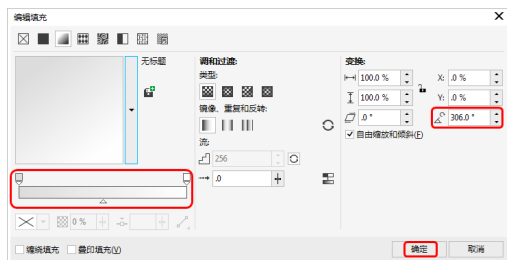 编辑填充
无标题
调和过渡:
类型:
镜像、重复和反转:
流:
256
.0
变换:
100.0 %
X: .0 %
100.0 %
Y: .0 %
.0 °
306.0 °
自由缩放和倾斜(F)
0 %
缠绕填充 叠印填充(V)
确定 取消